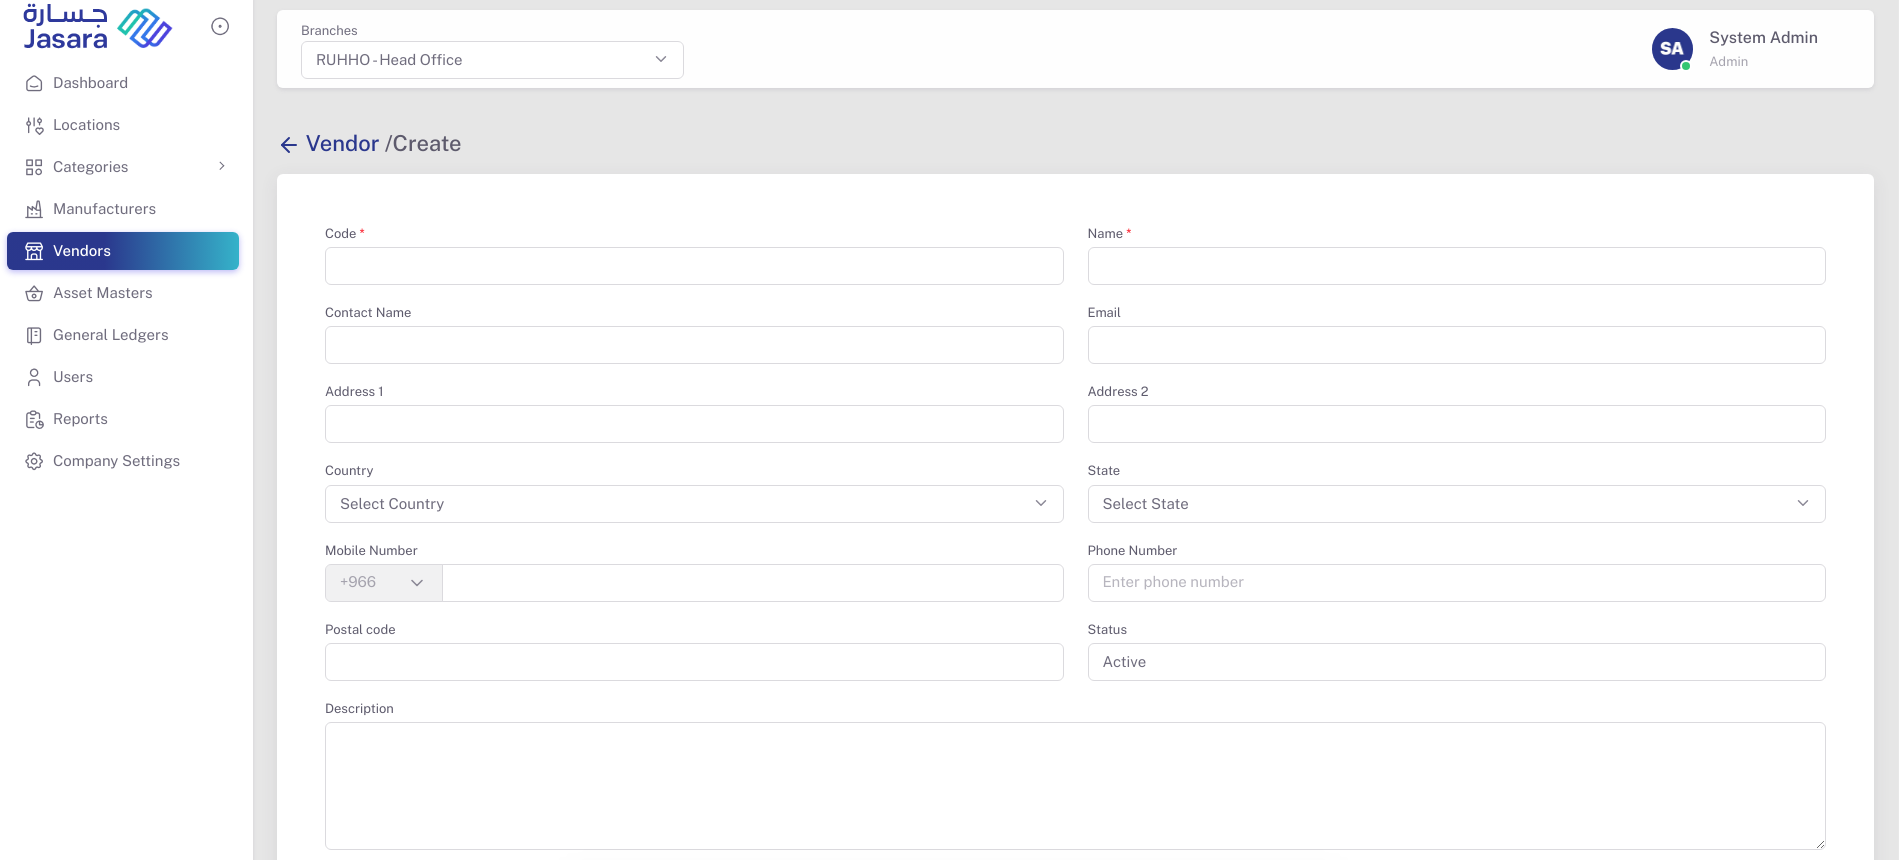 جسارة
Jasara
Dashboard
Locations
Categories
Manufacturers
Vendors
Asset Masters
General Ledgers
Users
Reports
Company Settings
Branches
RUHHO - Head Office
SA
System Admin
Admin
Vendor /Create
Code *
Name *
Contact Name
Email
Address 1
Address 2
Country
State
Select Country
Select State
Mobile Number
Phone Number
+966
Enter phone number
Postal code
Status
Active
Description